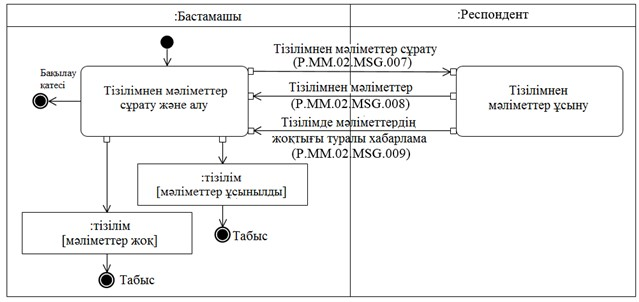 :Бастамашы
:Респондент
Тізілімнен мәліметтер сұрату
(P.MM.02.MSG.007)
Бақылау
қатесі
Тізілімнен мәліметтер
сұрату және алу
Тізілімнен мәліметтер
(P.MM.02.MSG.008)
Тізілімнен
мәліметтер ұсыну
Тізілімде мәліметтердің
жоқтығы туралы хабарлама
(P.MM.02.MSG.009)
:тізілім
[мәліметтер ұсынылды]
:тізілім
[мәліметтер жоқ]
Табыс
Табыс